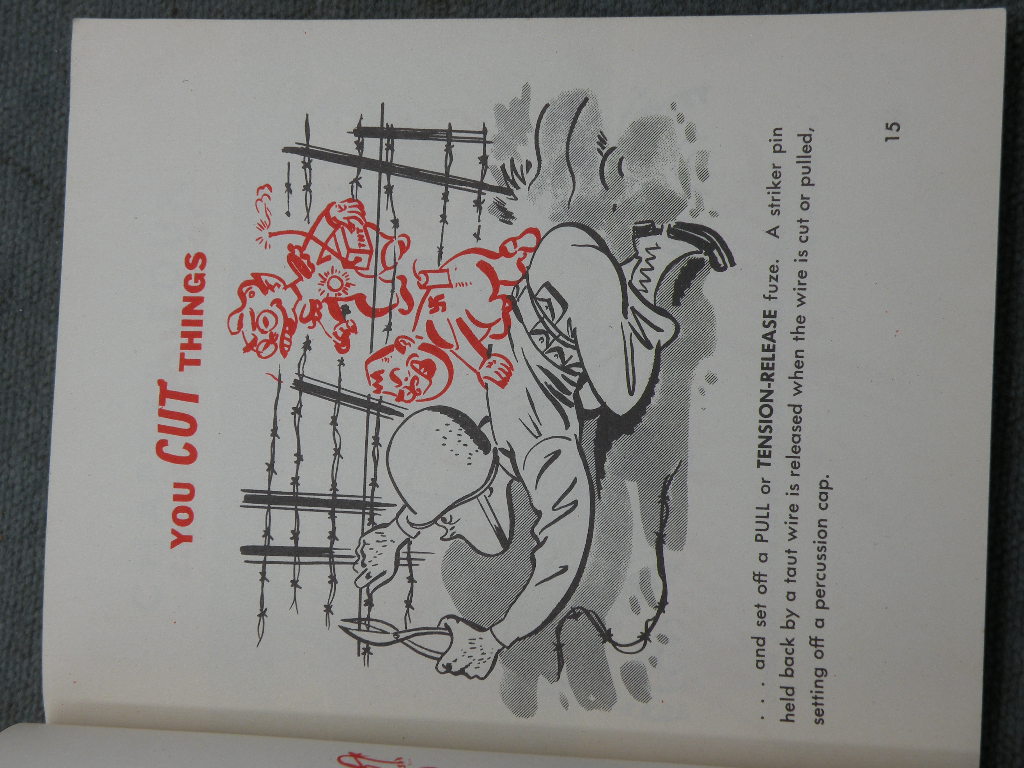 YOU CUT THINGS
TNT
. . . and set off a PULL or TENSION-RELEASE fuze. A striker pin
held back by a taut wire is released when the wire is cut or pulled,
setting off a percussion cap.
15